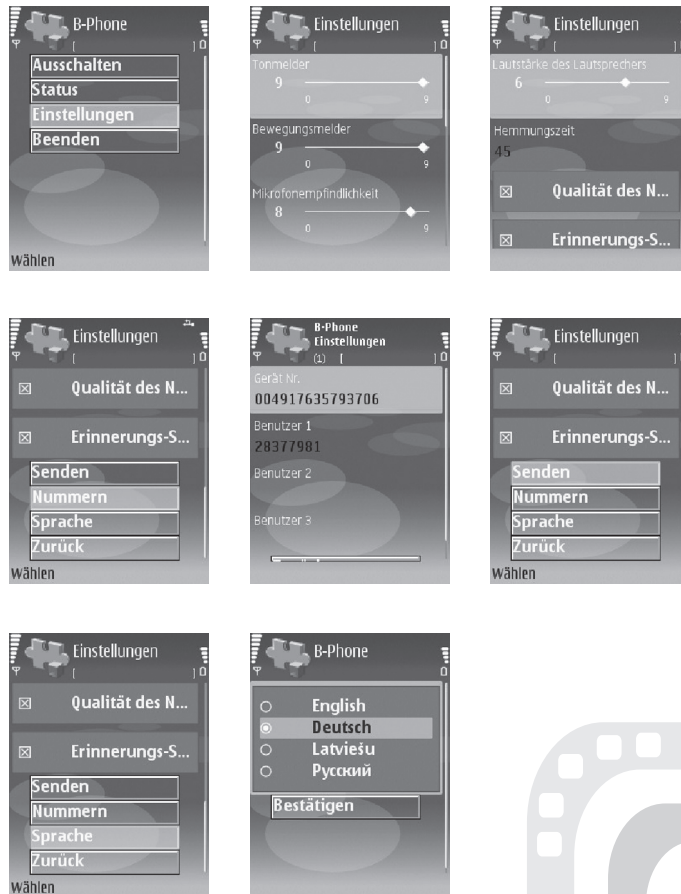 B-Phone
Ausschalten
Status
Einstellungen
Beenden
Wählen
Einstellungen
Tonmelder
9
0 9
Bewegungsmelder
9
0 9
Mikrofonempfindlichkeit
8
0 9
Einstellungen
Lautstärke des Lautsprechers
6
0 9
Hemmungszeit
45
Qualität des N...
Erinnerungs-S...
Einstellungen
Qualität des N...
Erinnerungs-S...
Senden
Nummern
Sprache
Zurück
Wählen
B-Phone
Einstellungen
(1)
Gerät Nr.
004917635793706
Benutzer 1
28377981
Benutzer 2
Benutzer 3
Einstellungen
Qualität des N...
Erinnerungs-S...
Senden
Nummern
Sprache
Zurück
Wählen
Einstellungen
Qualität des N...
Erinnerungs-S...
Senden
Nummern
Sprache
Zurück
Wählen
B-Phone
English
Deutsch
Latviešu
Русский
Bestätigen